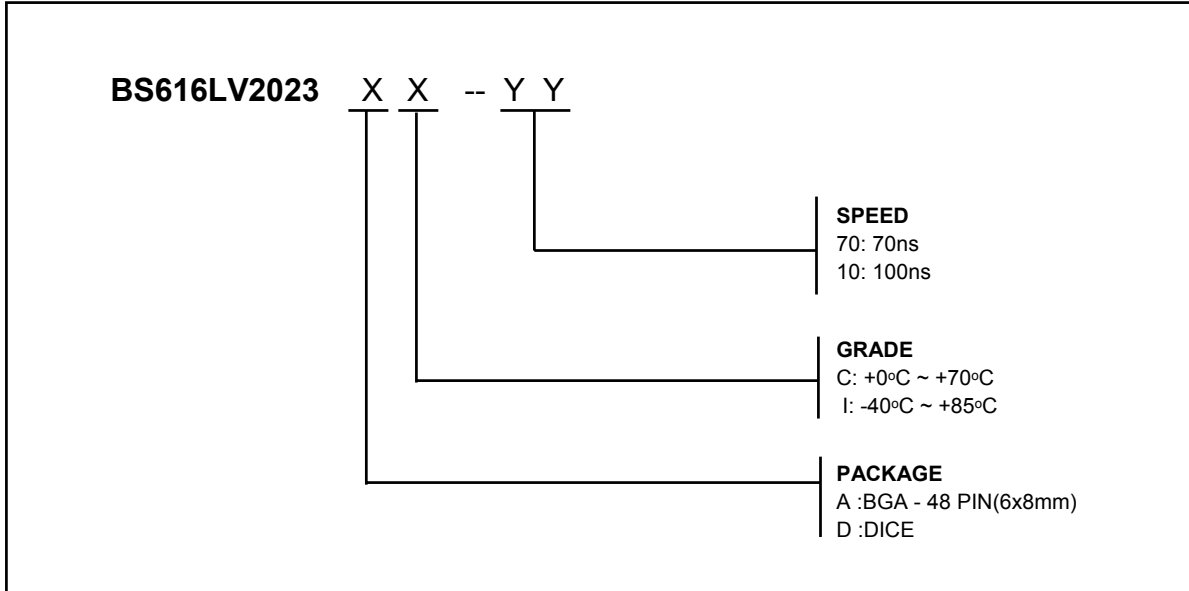 BS616LV2023 X X -- Y Y
SPEED
70: 70ns
10: 100ns
GRADE
C: +0ºC ~ +70ºC
I: -40ºC ~ +85ºC
PACKAGE
A :BGA - 48 PIN(6x8mm)
D :DICE